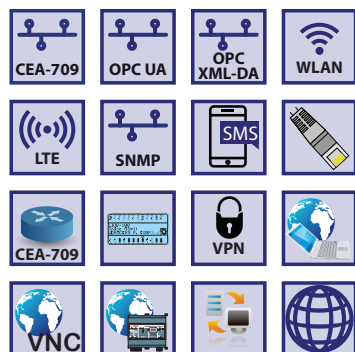 CEA-709
OPC UA
OPC
XML-DA
WLAN
LTE
SNMP
SMS
CEA-709
VPN
VNC